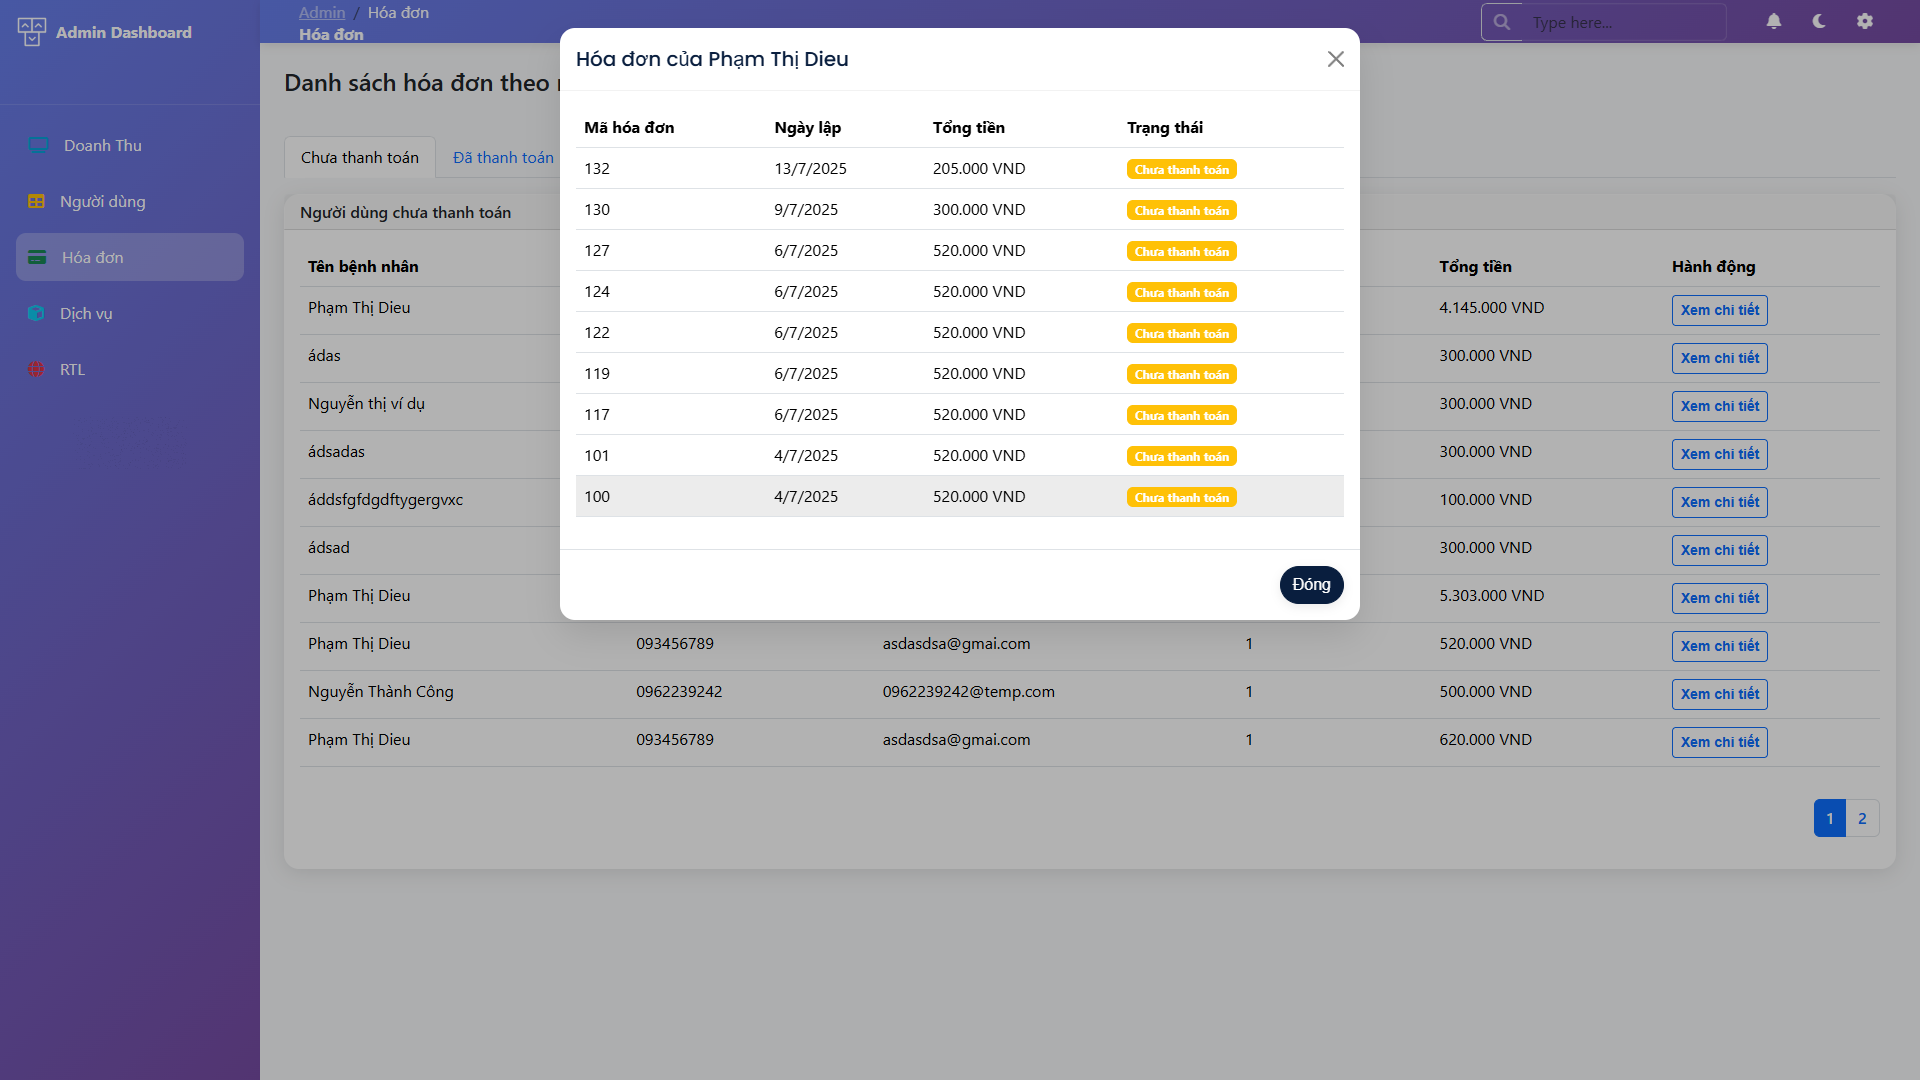 Admin Dashboard
Doanh Thu
Người dùng
Hóa đơn
Dịch vụ
RTL
Admin / Hóa đơn
Hóa đơn
Type here...
Danh sách hóa đơn theo
Chưa thanh toán Đã thanh toán
Người dùng chưa thanh toán
Hóa đơn của Phạm Thị Dieu
Mã hóa đơn Ngày lập Tổng tiền Trạng thái
132 13/7/2025 205.000 VND Chưa thanh toán
130 9/7/2025 300.000 VND Chưa thanh toán
127 6/7/2025 520.000 VND Chưa thanh toán
124 6/7/2025 520.000 VND Chưa thanh toán
122 6/7/2025 520.000 VND Chưa thanh toán
119 6/7/2025 520.000 VND Chưa thanh toán
117 6/7/2025 520.000 VND Chưa thanh toán
101 4/7/2025 520.000 VND Chưa thanh toán
100 4/7/2025 520.000 VND Chưa thanh toán
Đóng
Tên bệnh nhân Tổng tiền Hành động
Phạm Thị Dieu 4.145.000 VND Xem chi tiết
ádas 300.000 VND Xem chi tiết
Nguyễn thị ví dụ 300.000 VND Xem chi tiết
ádsadas 300.000 VND Xem chi tiết
áddsfgfdgdftygergvxc 100.000 VND Xem chi tiết
ádsad 300.000 VND Xem chi tiết
Phạm Thị Dieu 5.303.000 VND Xem chi tiết
Phạm Thị Dieu 093456789 asdasdsa@gmai.com 1 520.000 VND Xem chi tiết
Nguyễn Thành Công 0962239242 0962239242@temp.com 1 500.000 VND Xem chi tiết
Phạm Thị Dieu 093456789 asdasdsa@gmai.com 1 620.000 VND Xem chi tiết
1 2